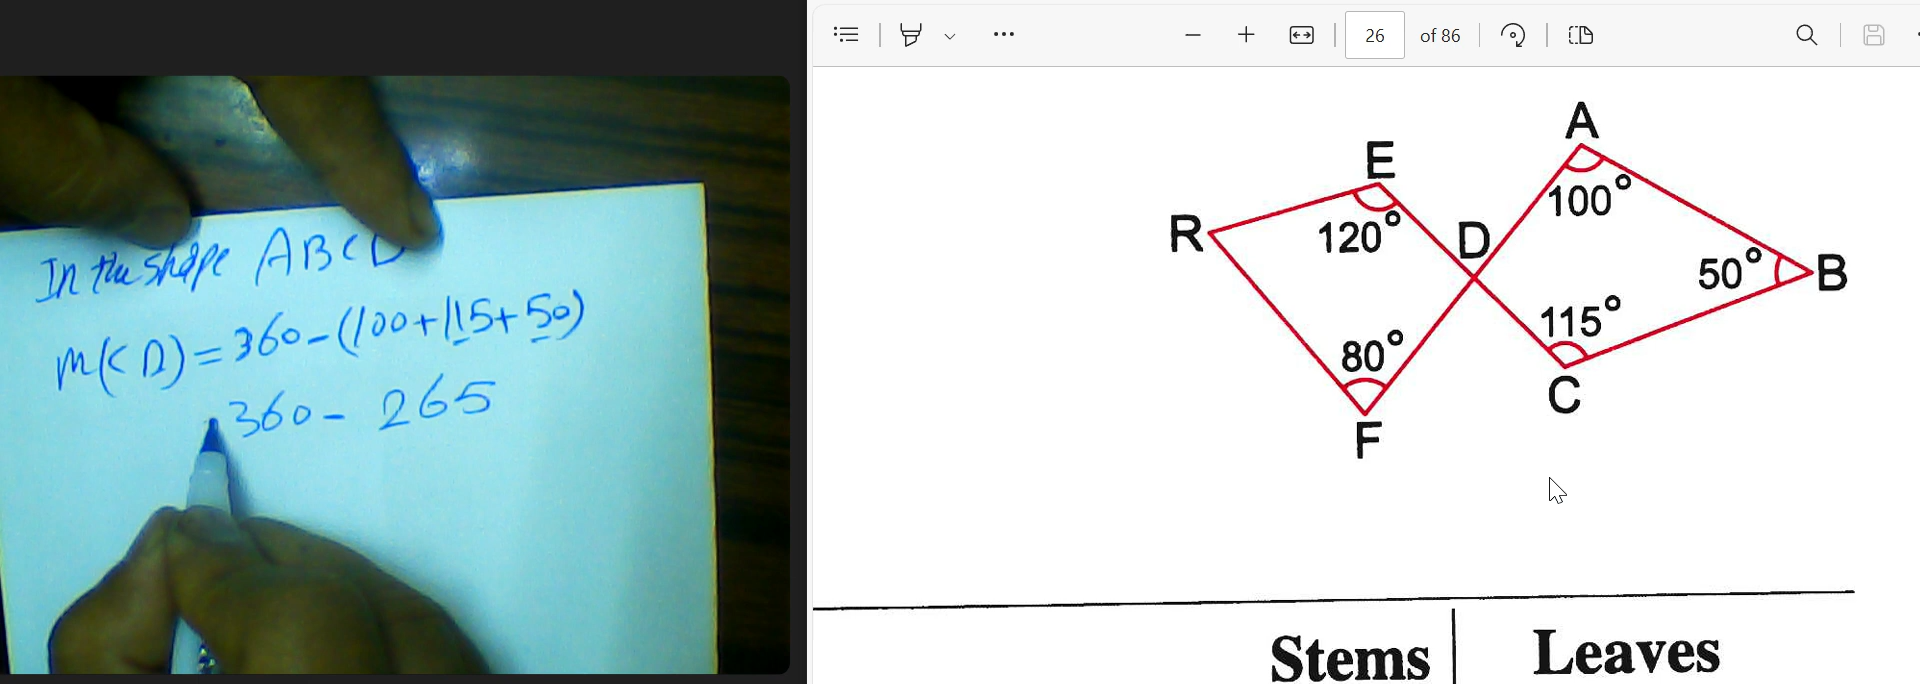 In the shape ABCD
m(< D) = 360 - (100 + 115 + 50)
360 - 265
26 of 86
A
E
100°
R
120°
D
50°
B
115°
80°
C
F
Stems
Leaves